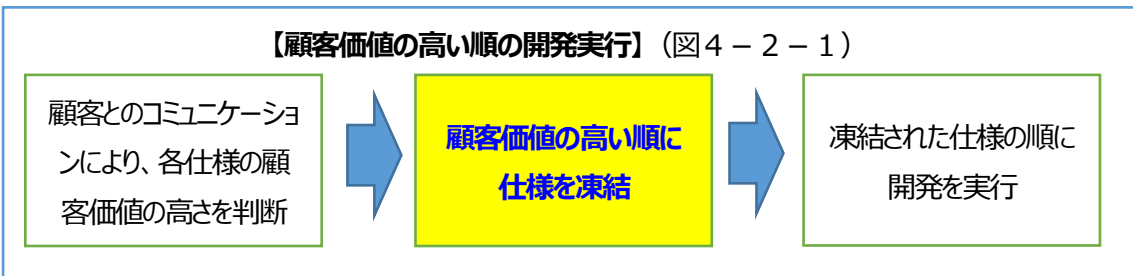 【顧客価値の高い順の開発実行】（図４－２－１）
顧客とのコミュニケーショ
ンにより、各仕様の顧
客価値の高さを判断
顧客価値の高い順に
仕様を凍結
凍結された仕様の順に
開発を実行